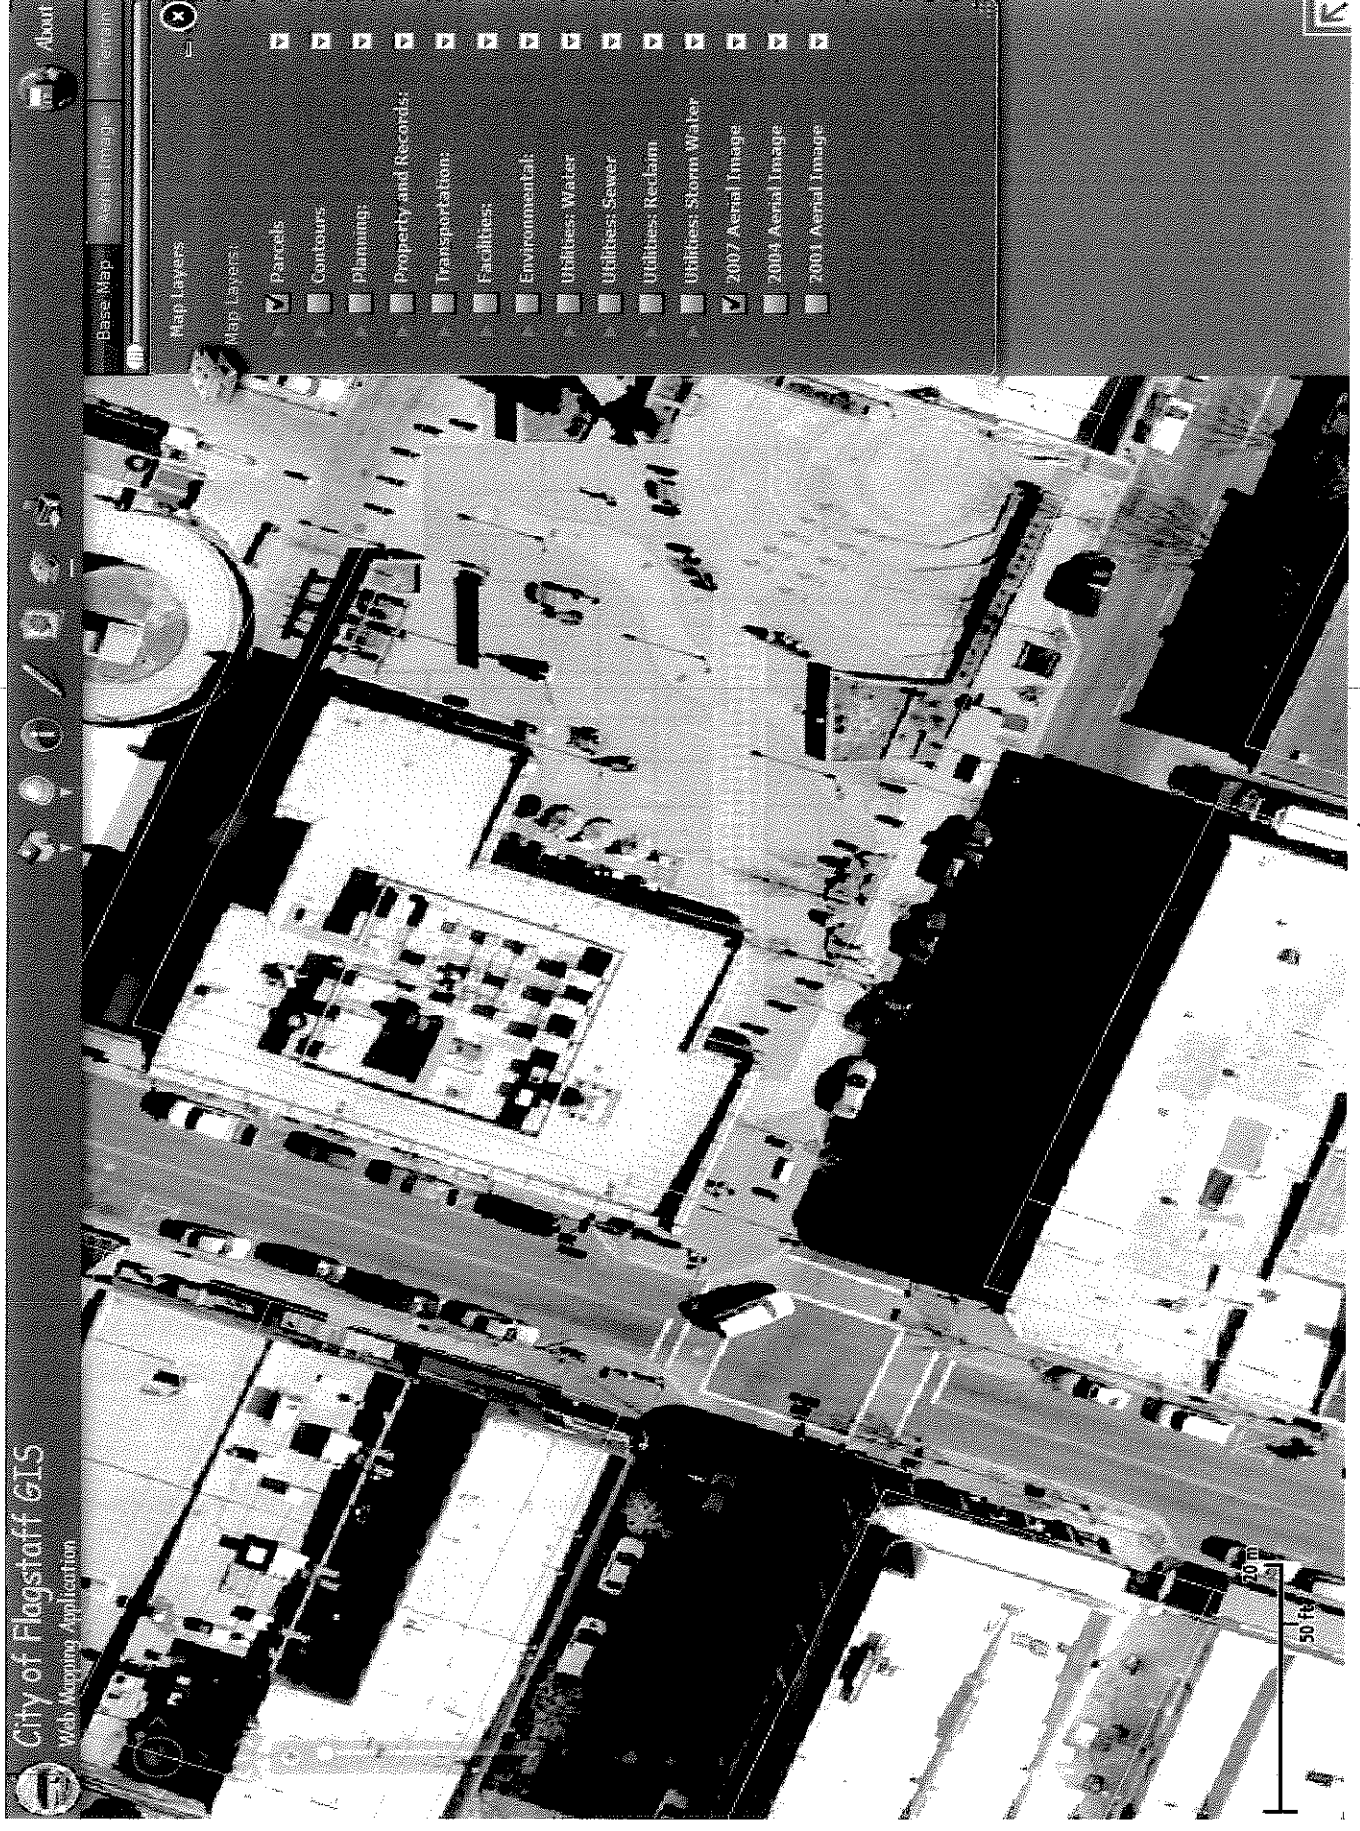 City of Flagstaff GIS
Web Mapping Application
About
Base Map
Aerial Image
Terrain
Map Layers
Map Layers:
Parcels
Contours
Planning:
Property and Records:
Transportation:
Facilities:
Environmental:
Utilities: Water
Utilities: Sewer
Utilities: Reclaim
Utilities: Storm Water
2007 Aerial Image
2004 Aerial Image
2001 Aerial Image
20 m
50 ft